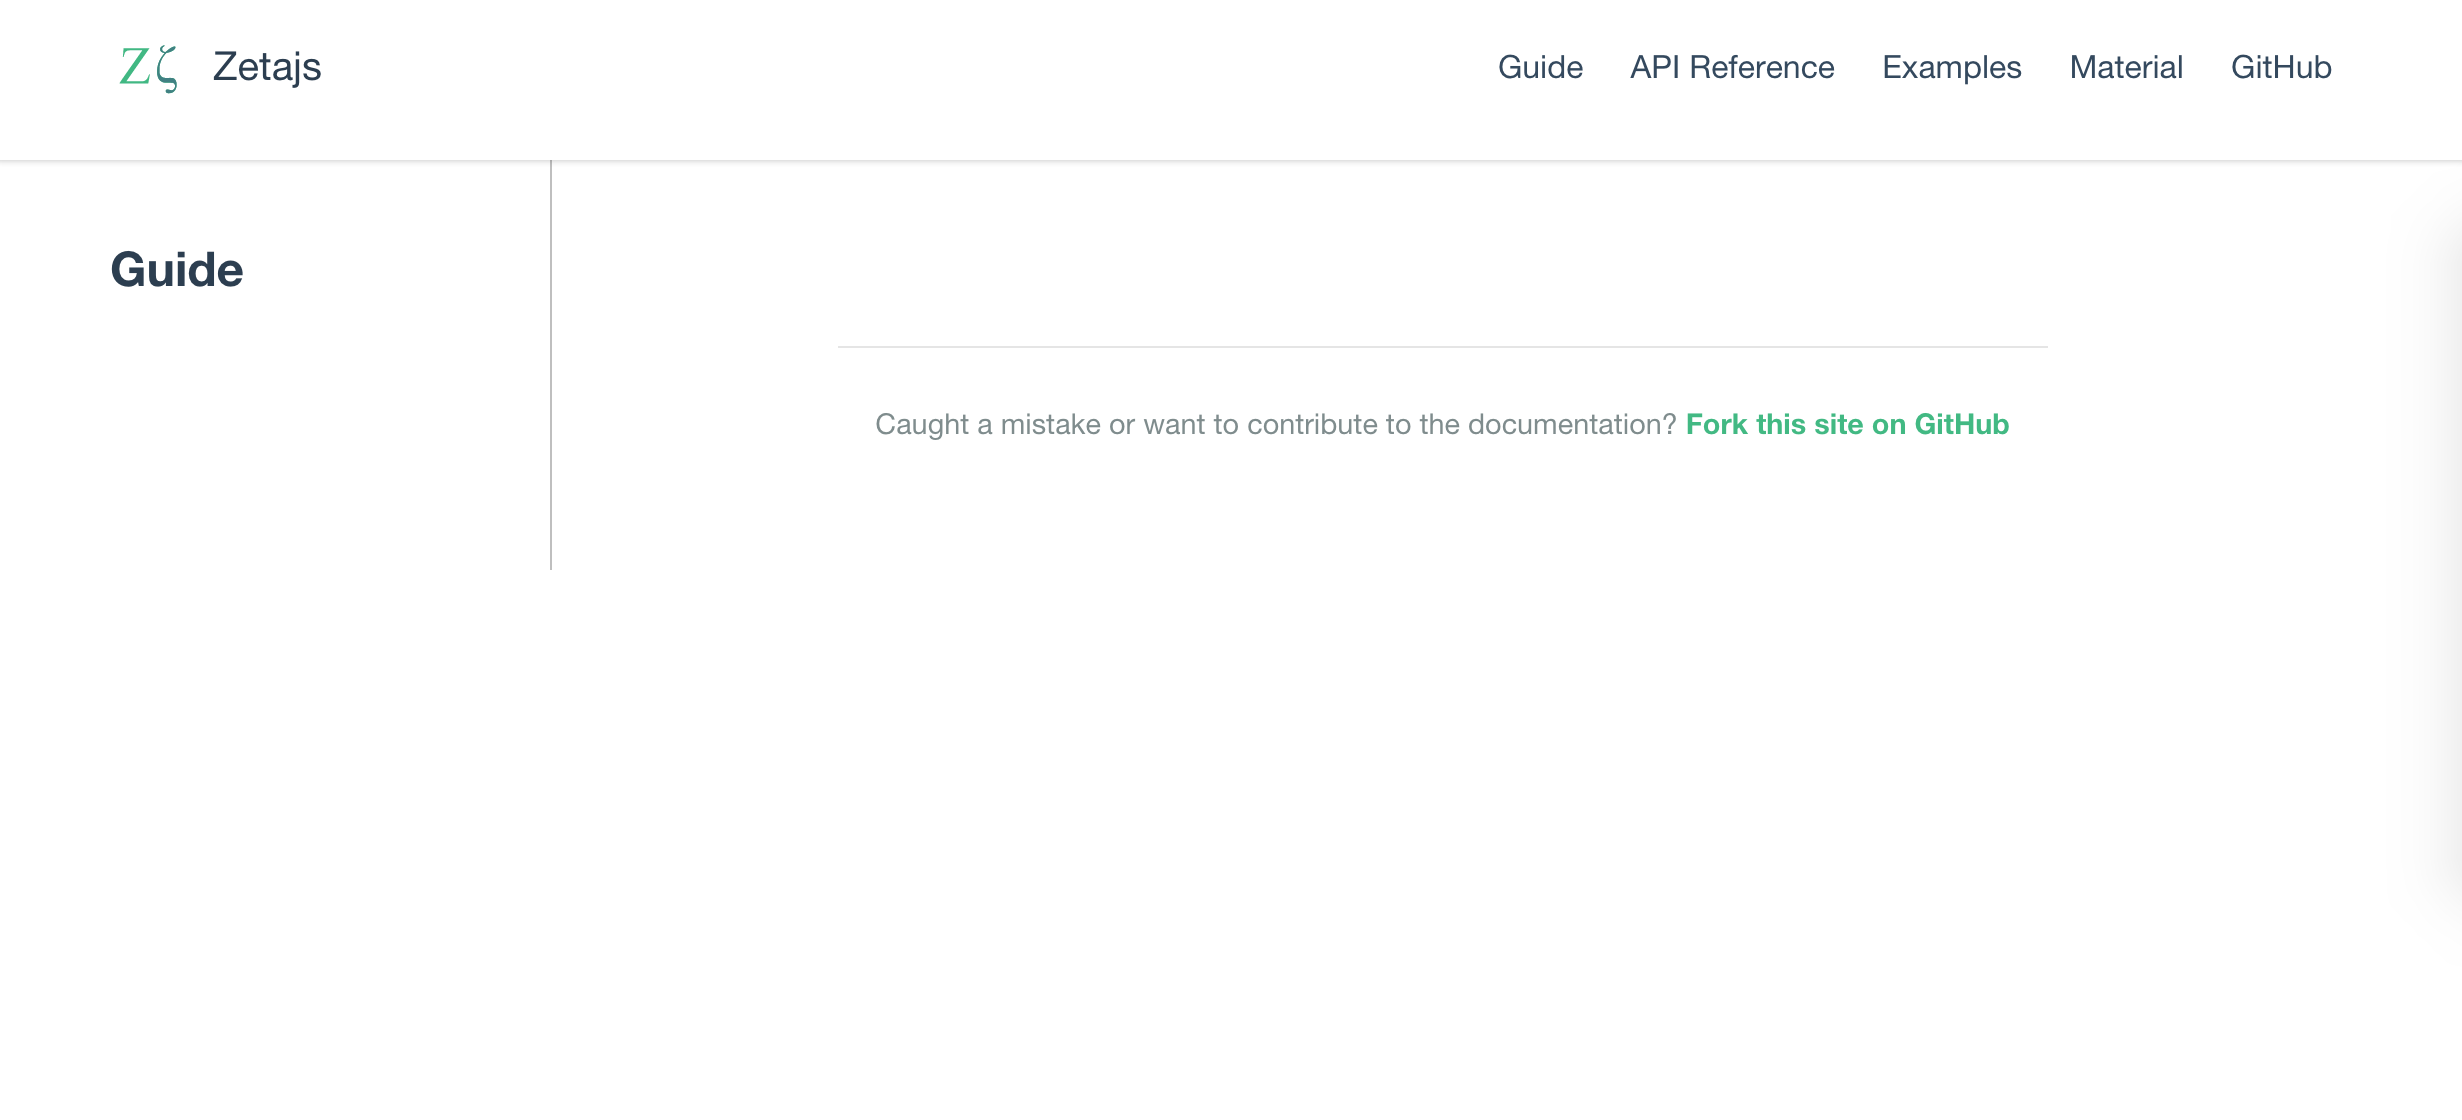 Zζ Zetajs
Guide API Reference Examples Material GitHub
Guide
Caught a mistake or want to contribute to the documentation? Fork this site on GitHub